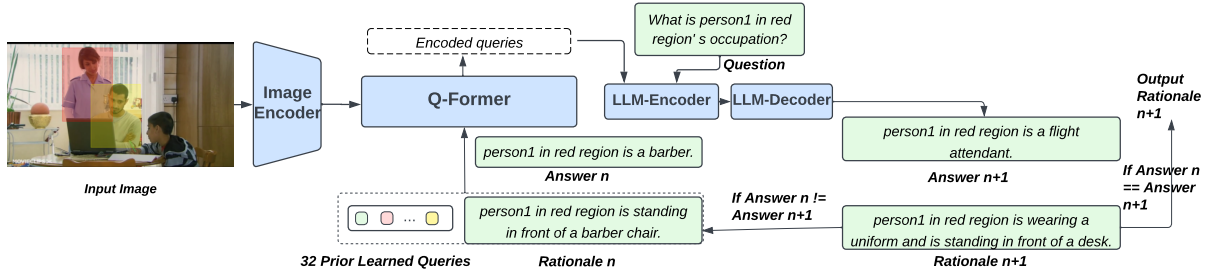 What is person1 in red
region' s occupation?
Question
Encoded queries
Image
Encoder
Q-Former
LLM-Encoder
LLM-Decoder
Output
Rationale
n+1
person1 in red region is a flight
attendant.
Answer n+1
person1 in red region is a barber.
Answer n
Input Image
If Answer n
== Answer
n+1
If Answer n !=
Answer n+1
...
person1 in red region is standing
in front of a barber chair.
person1 in red region is wearing a
uniform and is standing in front of a desk.
32 Prior Learned Queries
Rationale n
Rationale n+1